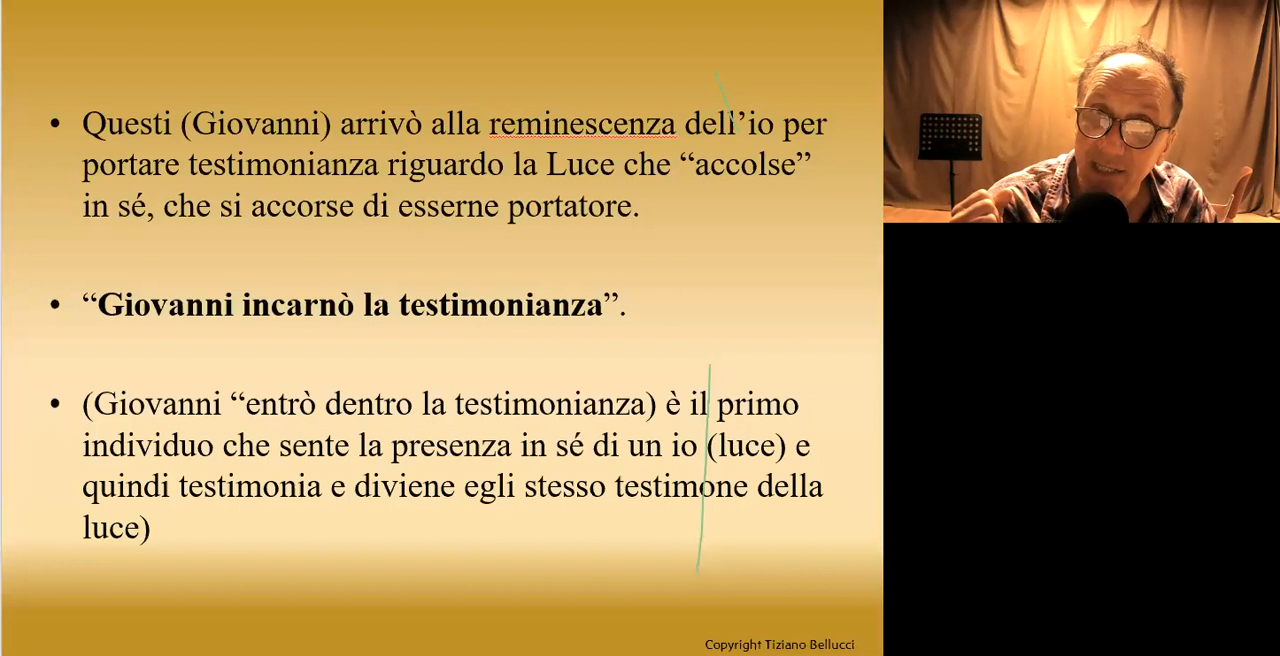 • Questi (Giovanni) arrivò alla reminescenza dell’io per
portare testimonianza riguardo la Luce che “accolse”
in sé, che si accorse di esserne portatore.
• “Giovanni incarnò la testimonianza”.
• (Giovanni “entrò dentro la testimonianza) è il primo
individuo che sente la presenza in sé di un io (luce) e
quindi testimonia e diviene egli stesso testimone della
luce)
Copyright Tiziano Bellucci